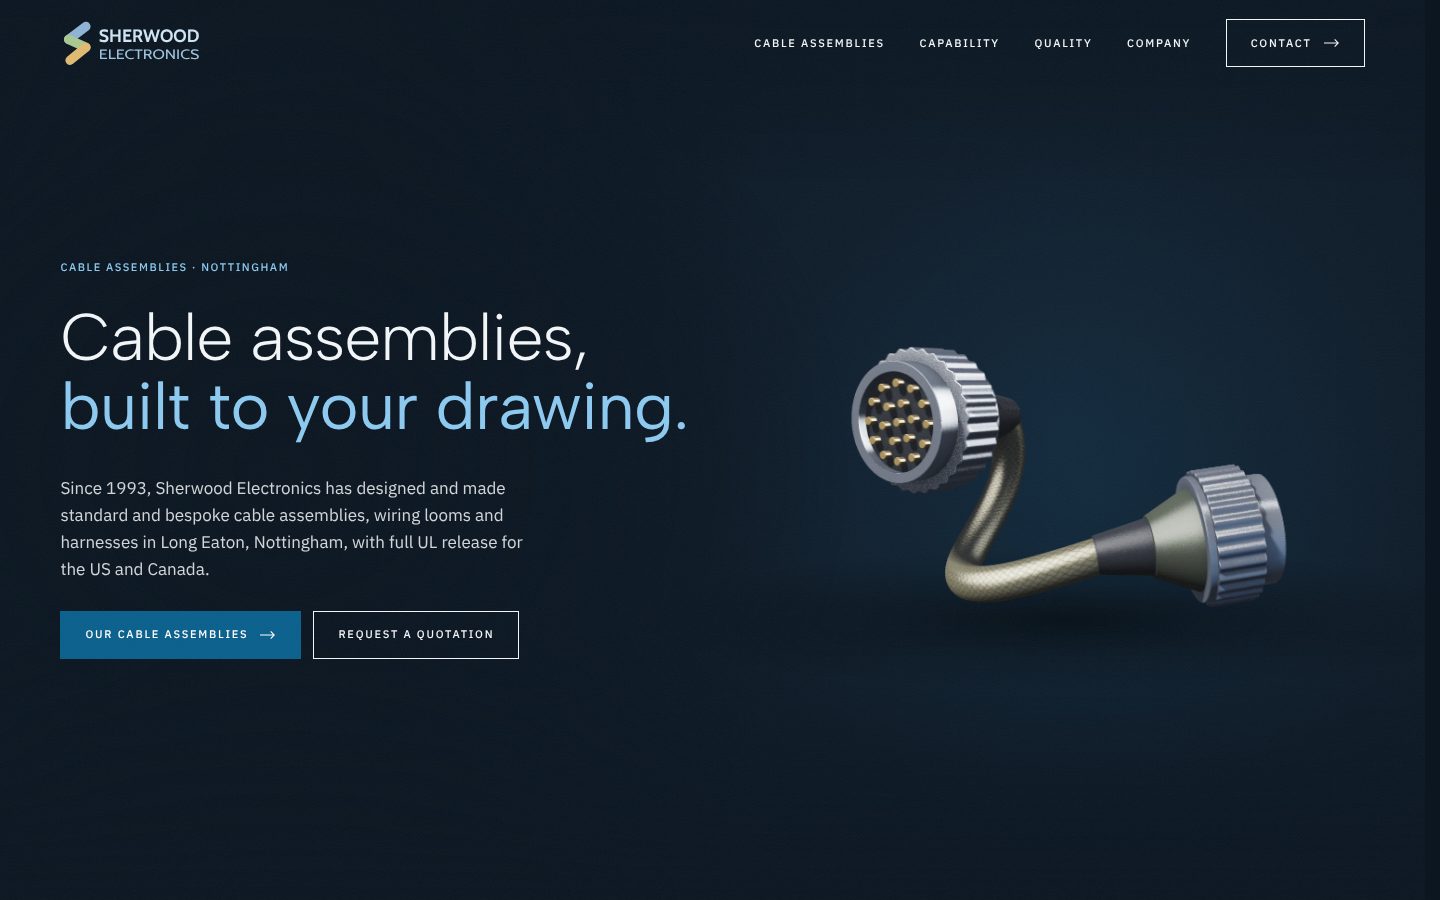 SHERWOOD
ELECTRONICS
CABLE ASSEMBLIES
CAPABILITY
QUALITY
COMPANY
CONTACT
CABLE ASSEMBLIES · NOTTINGHAM
Cable assemblies,
built to your drawing.
Since 1993, Sherwood Electronics has designed and made
standard and bespoke cable assemblies, wiring looms and
harnesses in Long Eaton, Nottingham, with full UL release for
the US and Canada.
OUR CABLE ASSEMBLIES
REQUEST A QUOTATION